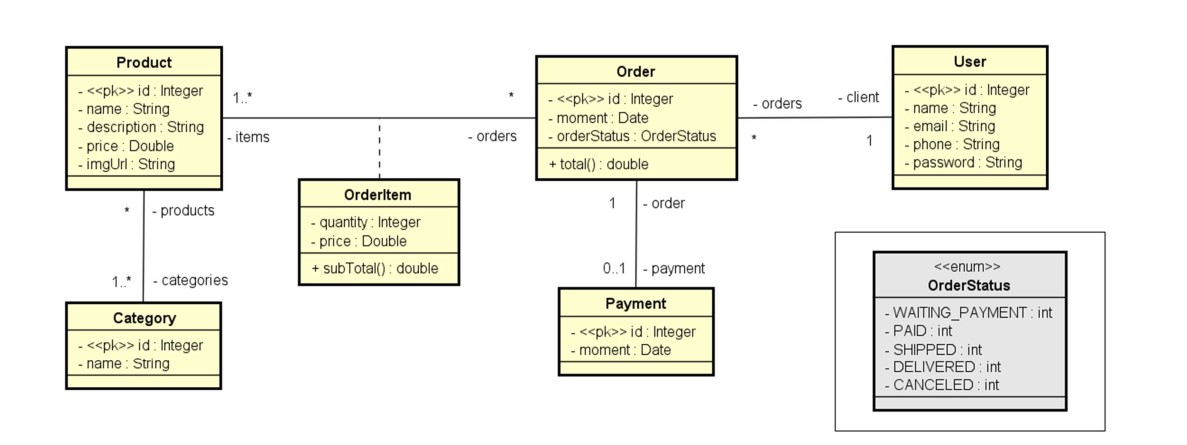 Product
- <<pk>> id : Integer
- name : String
- description : String
- price : Double
- imgUrl : String
1..*
*
- items
- orders
Order
- <<pk>> id : Integer
- moment : Date
- orderStatus : OrderStatus
+ total() : double
- orders
- client
*
1
User
- <<pk>> id : Integer
- name : String
- email : String
- phone : String
- password : String
OrderItem
- quantity : Integer
- price : Double
+ subTotal() : double
* - products
1..* - categories
Category
- <<pk>> id : Integer
- name : String
1 - order
0..1 - payment
Payment
- <<pk>> id : Integer
- moment : Date
<<enum>>
OrderStatus
- WAITING_PAYMENT : int
- PAID : int
- SHIPPED : int
- DELIVERED : int
- CANCELED : int